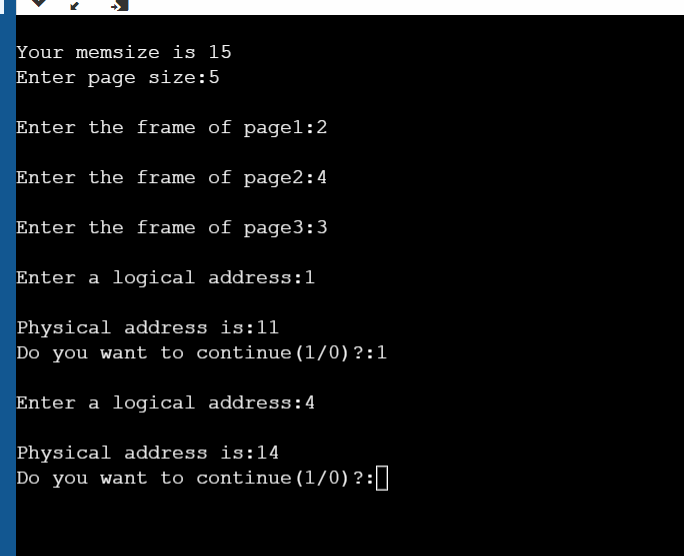 Your memsize is 15
Enter page size:5
Enter the frame of page1:2
Enter the frame of page2:4
Enter the frame of page3:3
Enter a logical address:1
Physical address is:11
Do you want to continue(1/0)?:1
Enter a logical address:4
Physical address is:14
Do you want to continue(1/0)?: